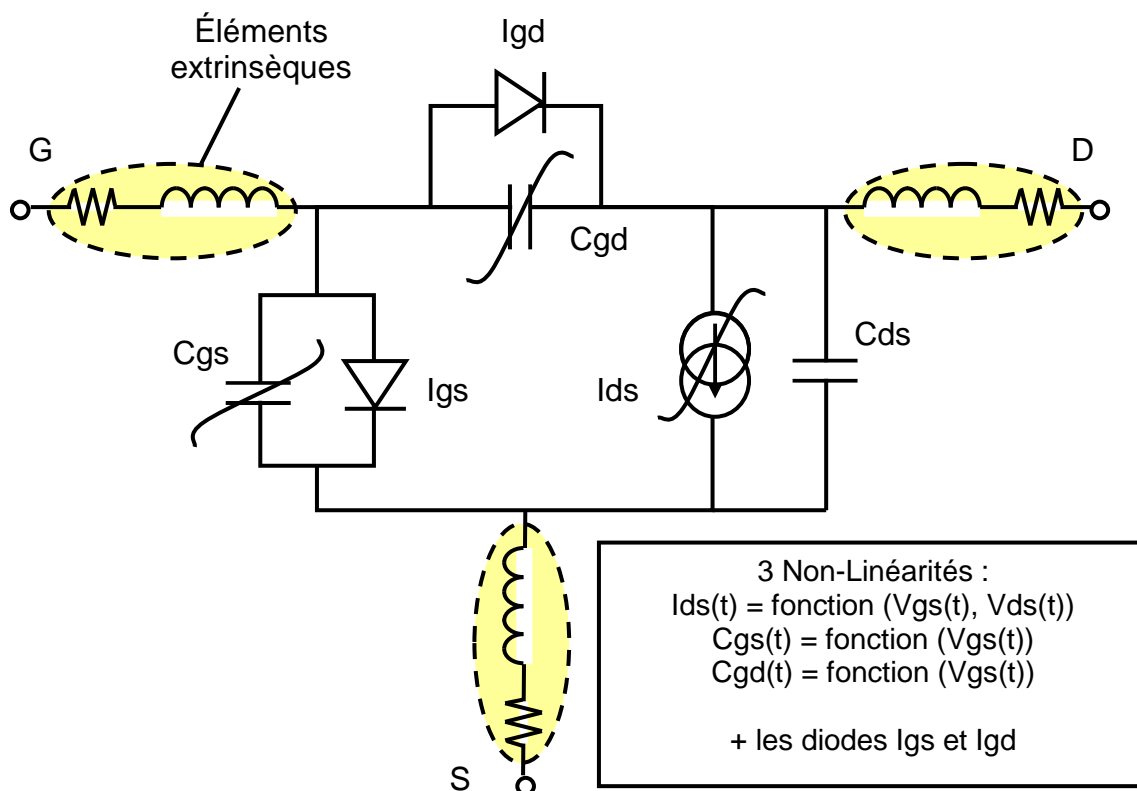 Éléments
extrinsèques
Igd
G
D
Cgd
Cgs
Igs
Ids
Cds
3 Non-Linéarités :
Ids(t) = fonction (Vgs(t), Vds(t))
Cgs(t) = fonction (Vgs(t))
Cgd(t) = fonction (Vgs(t))
+ les diodes Igs et Igd
S